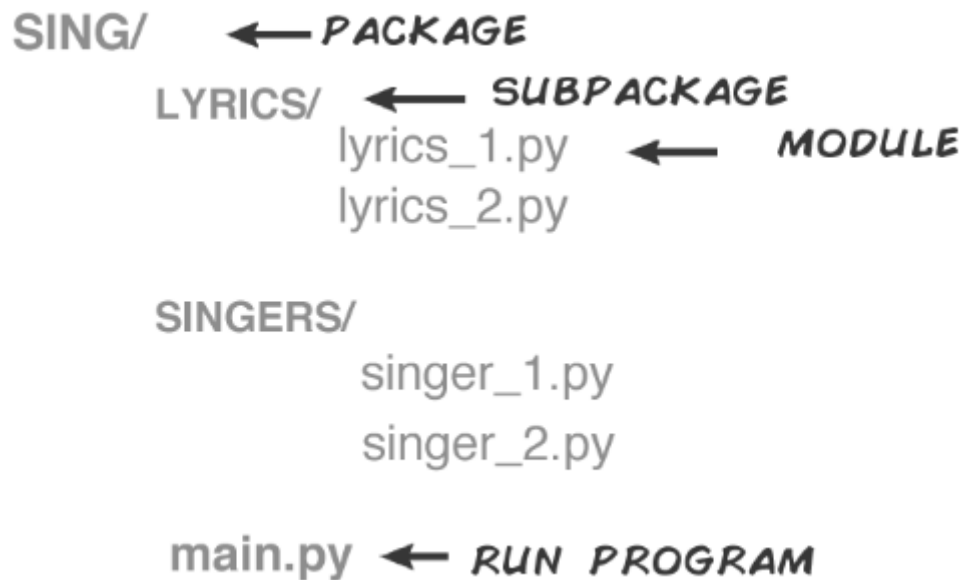 SING/ PACKAGE
LYRICS/ SUBPACKAGE
lyrics_1.py MODULE
lyrics_2.py
SINGERS/
singer_1.py
singer_2.py
main.py RUN PROGRAM